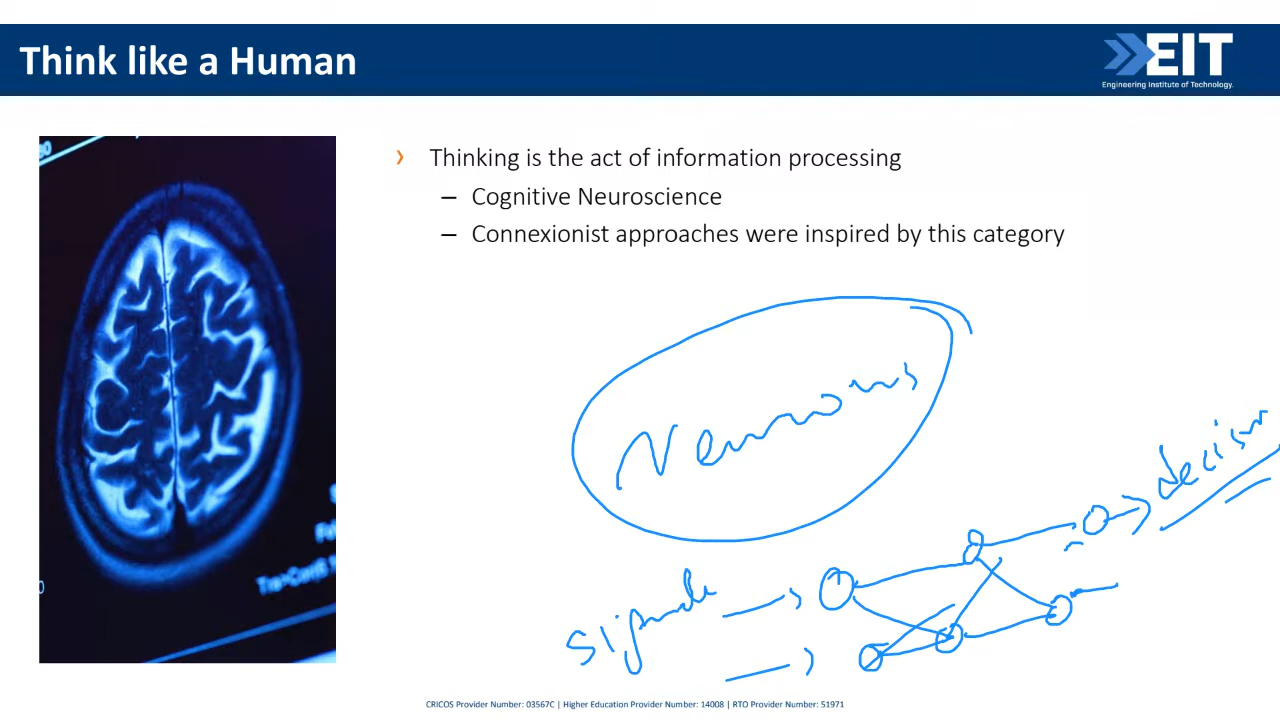 Think like a Human
EIT
Engineering Institute of Technology.
› Thinking is the act of information processing
– Cognitive Neuroscience
– Connexionist approaches were inspired by this category
Neurons
decision
Signals
CRICOS Provider Number: 03567C | Higher Education Provider Number: 14008 | RTO Provider Number: 51971